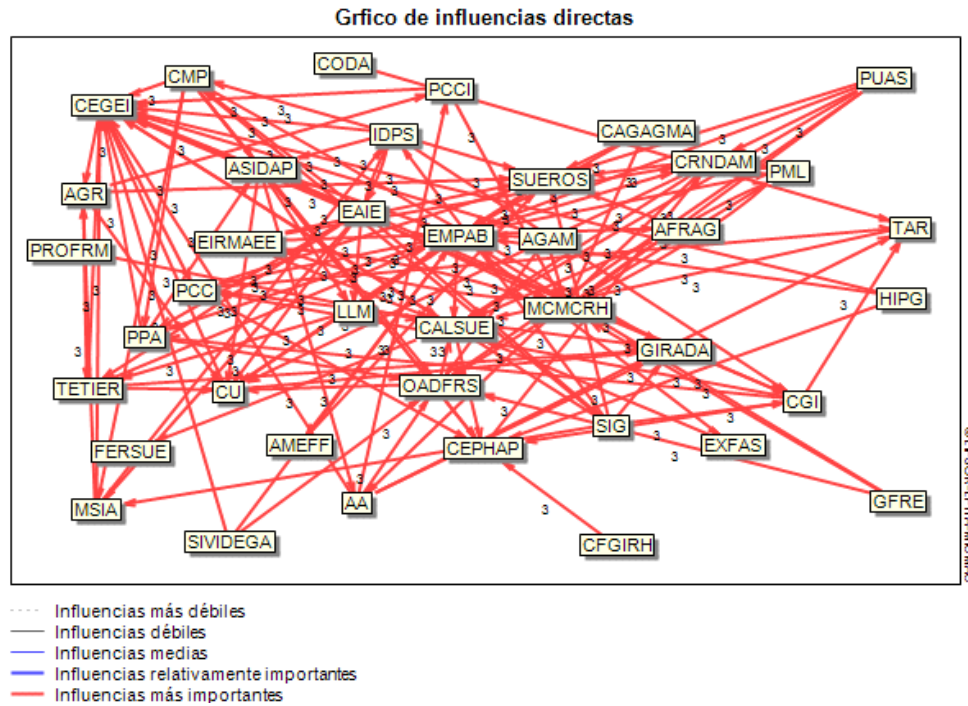 Grfico de influencias directas
CODA
CMP
PUAS
PCCI
CEGEI
IDPS
CAGAGMA
CRNDAM
ASIDAP
PML
SUEROS
AGR
EAIE
TAR
AFRAG
EMPAB
AGAM
EIRMAEE
PROFRM
PCC
HIPG
LLM
MCMCRH
CALSUE
PPA
GIRADA
OADFRS
TETIER
CU
CGI
SIG
AMEFF
EXFAS
FERSUE
CEPHAP
AA
GFRE
MSIA
SIVIDEGA
CFGIRH
Influencias más débiles
Influencias débiles
Influencias medias
Influencias relativamente importantes
Influencias más importantes